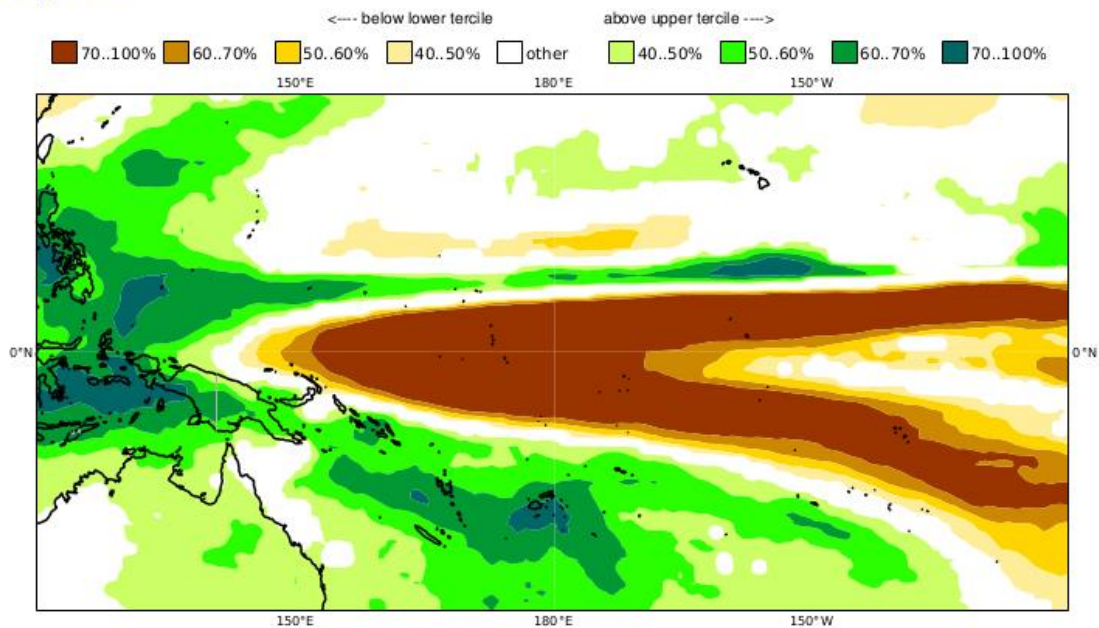 <---- below lower tercile above upper tercile ---->
70..100% 60..70% 50..60% 40..50% other 40..50% 50..60% 60..70% 70..100%
150°E 180°E 150°W
0°N 0°N
150°E 180°E 150°W